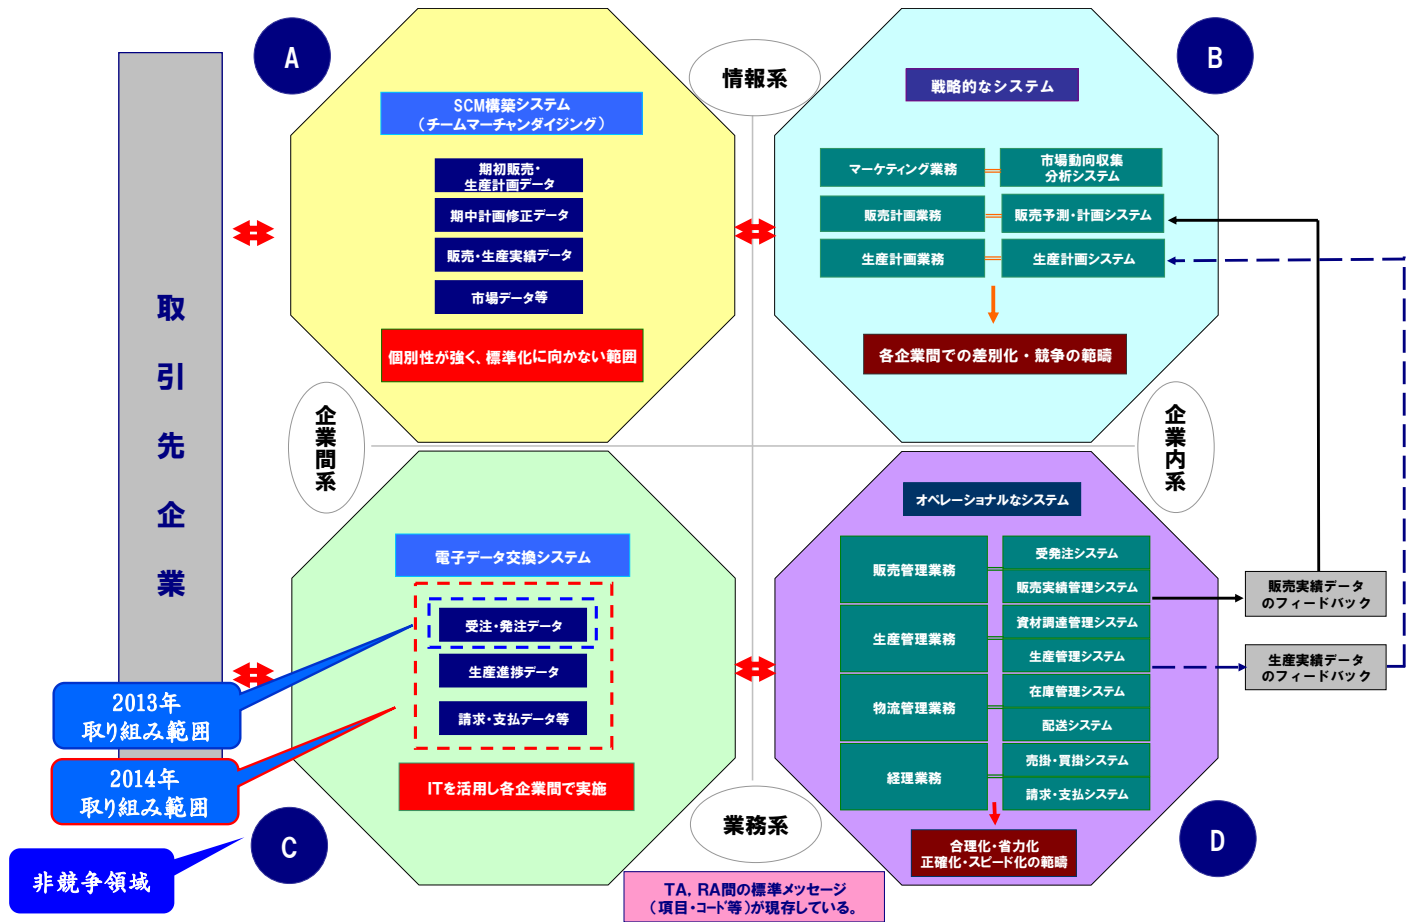 A
情報系
B
SCM構築システム
（チームマーチャンダイジング）
期初販売・
生産計画データ
期中計画修正データ
販売・生産実績データ
市場データ等
個別性が強く、標準化に向かない範囲
戦略的なシステム
マーケティング業務
市場動向収集
分析システム
販売計画業務
販売予測・計画システム
生産計画業務
生産計画システム
各企業間での差別化・競争の範疇
取引先企業
企業間系
企業内系
電子データ交換システム
受注・発注データ
生産進捗データ
請求・支払データ等
ITを活用し各企業間で実施
オペレーショナルなシステム
販売管理業務
受発注システム
販売実績管理システム
生産管理業務
資材調達管理システム
生産管理システム
物流管理業務
在庫管理システム
配送システム
経理業務
売掛・買掛システム
請求・支払システム
合理化・省力化
正確化・スピード化の範疇
販売実績データ
のフィードバック
生産実績データ
のフィードバック
2013年
取り組み範囲
2014年
取り組み範囲
非競争領域
C
業務系
D
TA，RA間の標準メッセージ
（項目・コード等）が現存している。